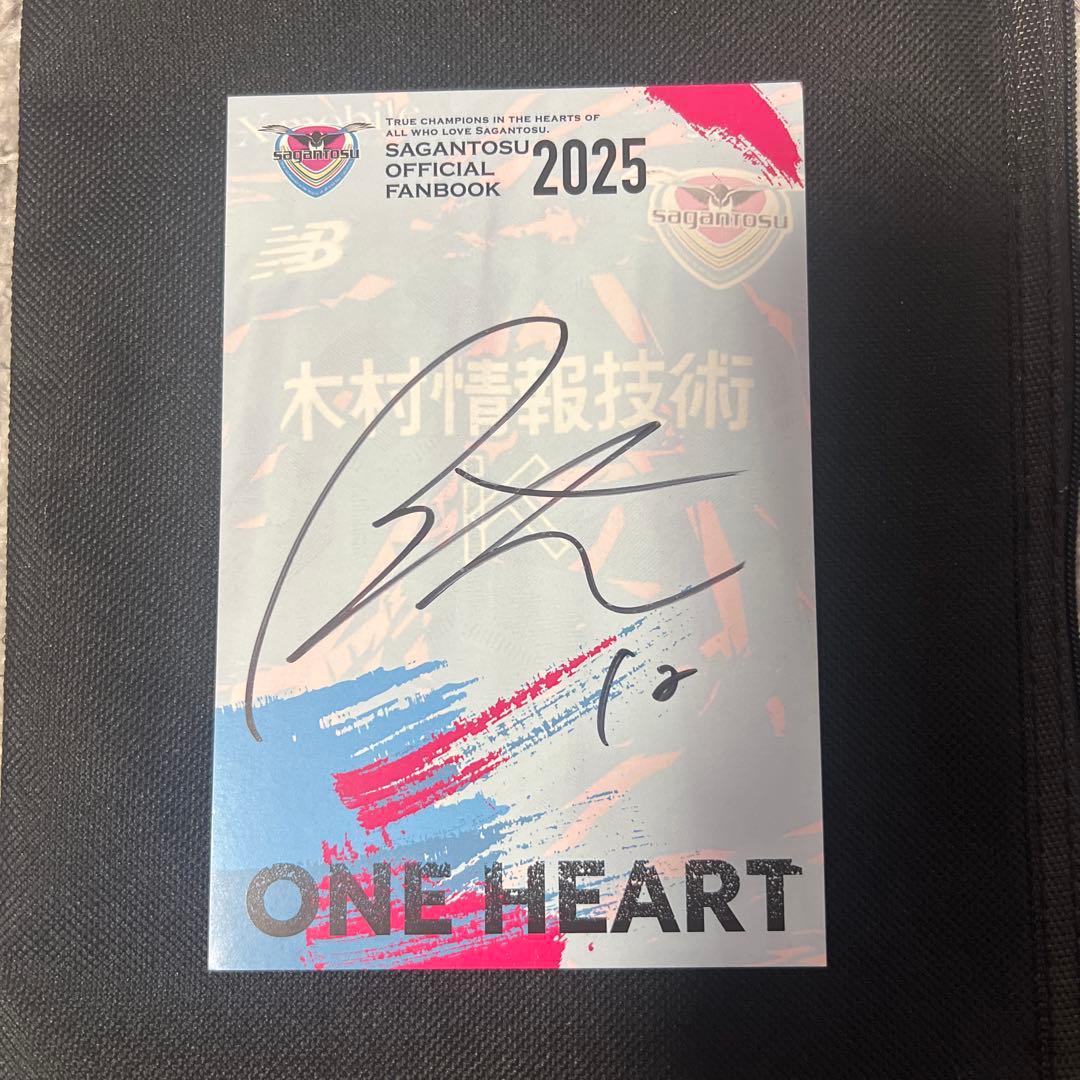 TRUE CHAMPIONS IN THE HEARTS OF
ALL WHO LOVE SAGANTOSU.
sagantosu
SAGANTOSU
OFFICIAL
FANBOOK
2025
sagantosu
NB
木村情報技術
12
ONE HEART